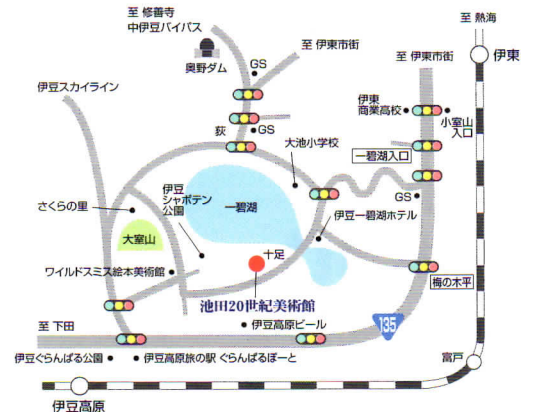 至 修善寺
中伊豆バイパス
至 熱海
奥野ダム
GS
至 伊東市街
至 伊東市街
伊東
伊豆スカイライン
伊東
商業高校
小室山
入口
荻
GS
大池小学校
一碧湖入口
伊豆
シャボテン
公園
一碧湖
GS
さくらの里
伊豆一碧湖ホテル
大室山
十足
ワイルドスミス絵本美術館
梅の木平
池田20世紀美術館
至 下田
伊豆高原ビール
135
伊豆ぐらんぱる公園
伊豆高原旅の駅 ぐらんぱるぽーと
富戸
伊豆高原